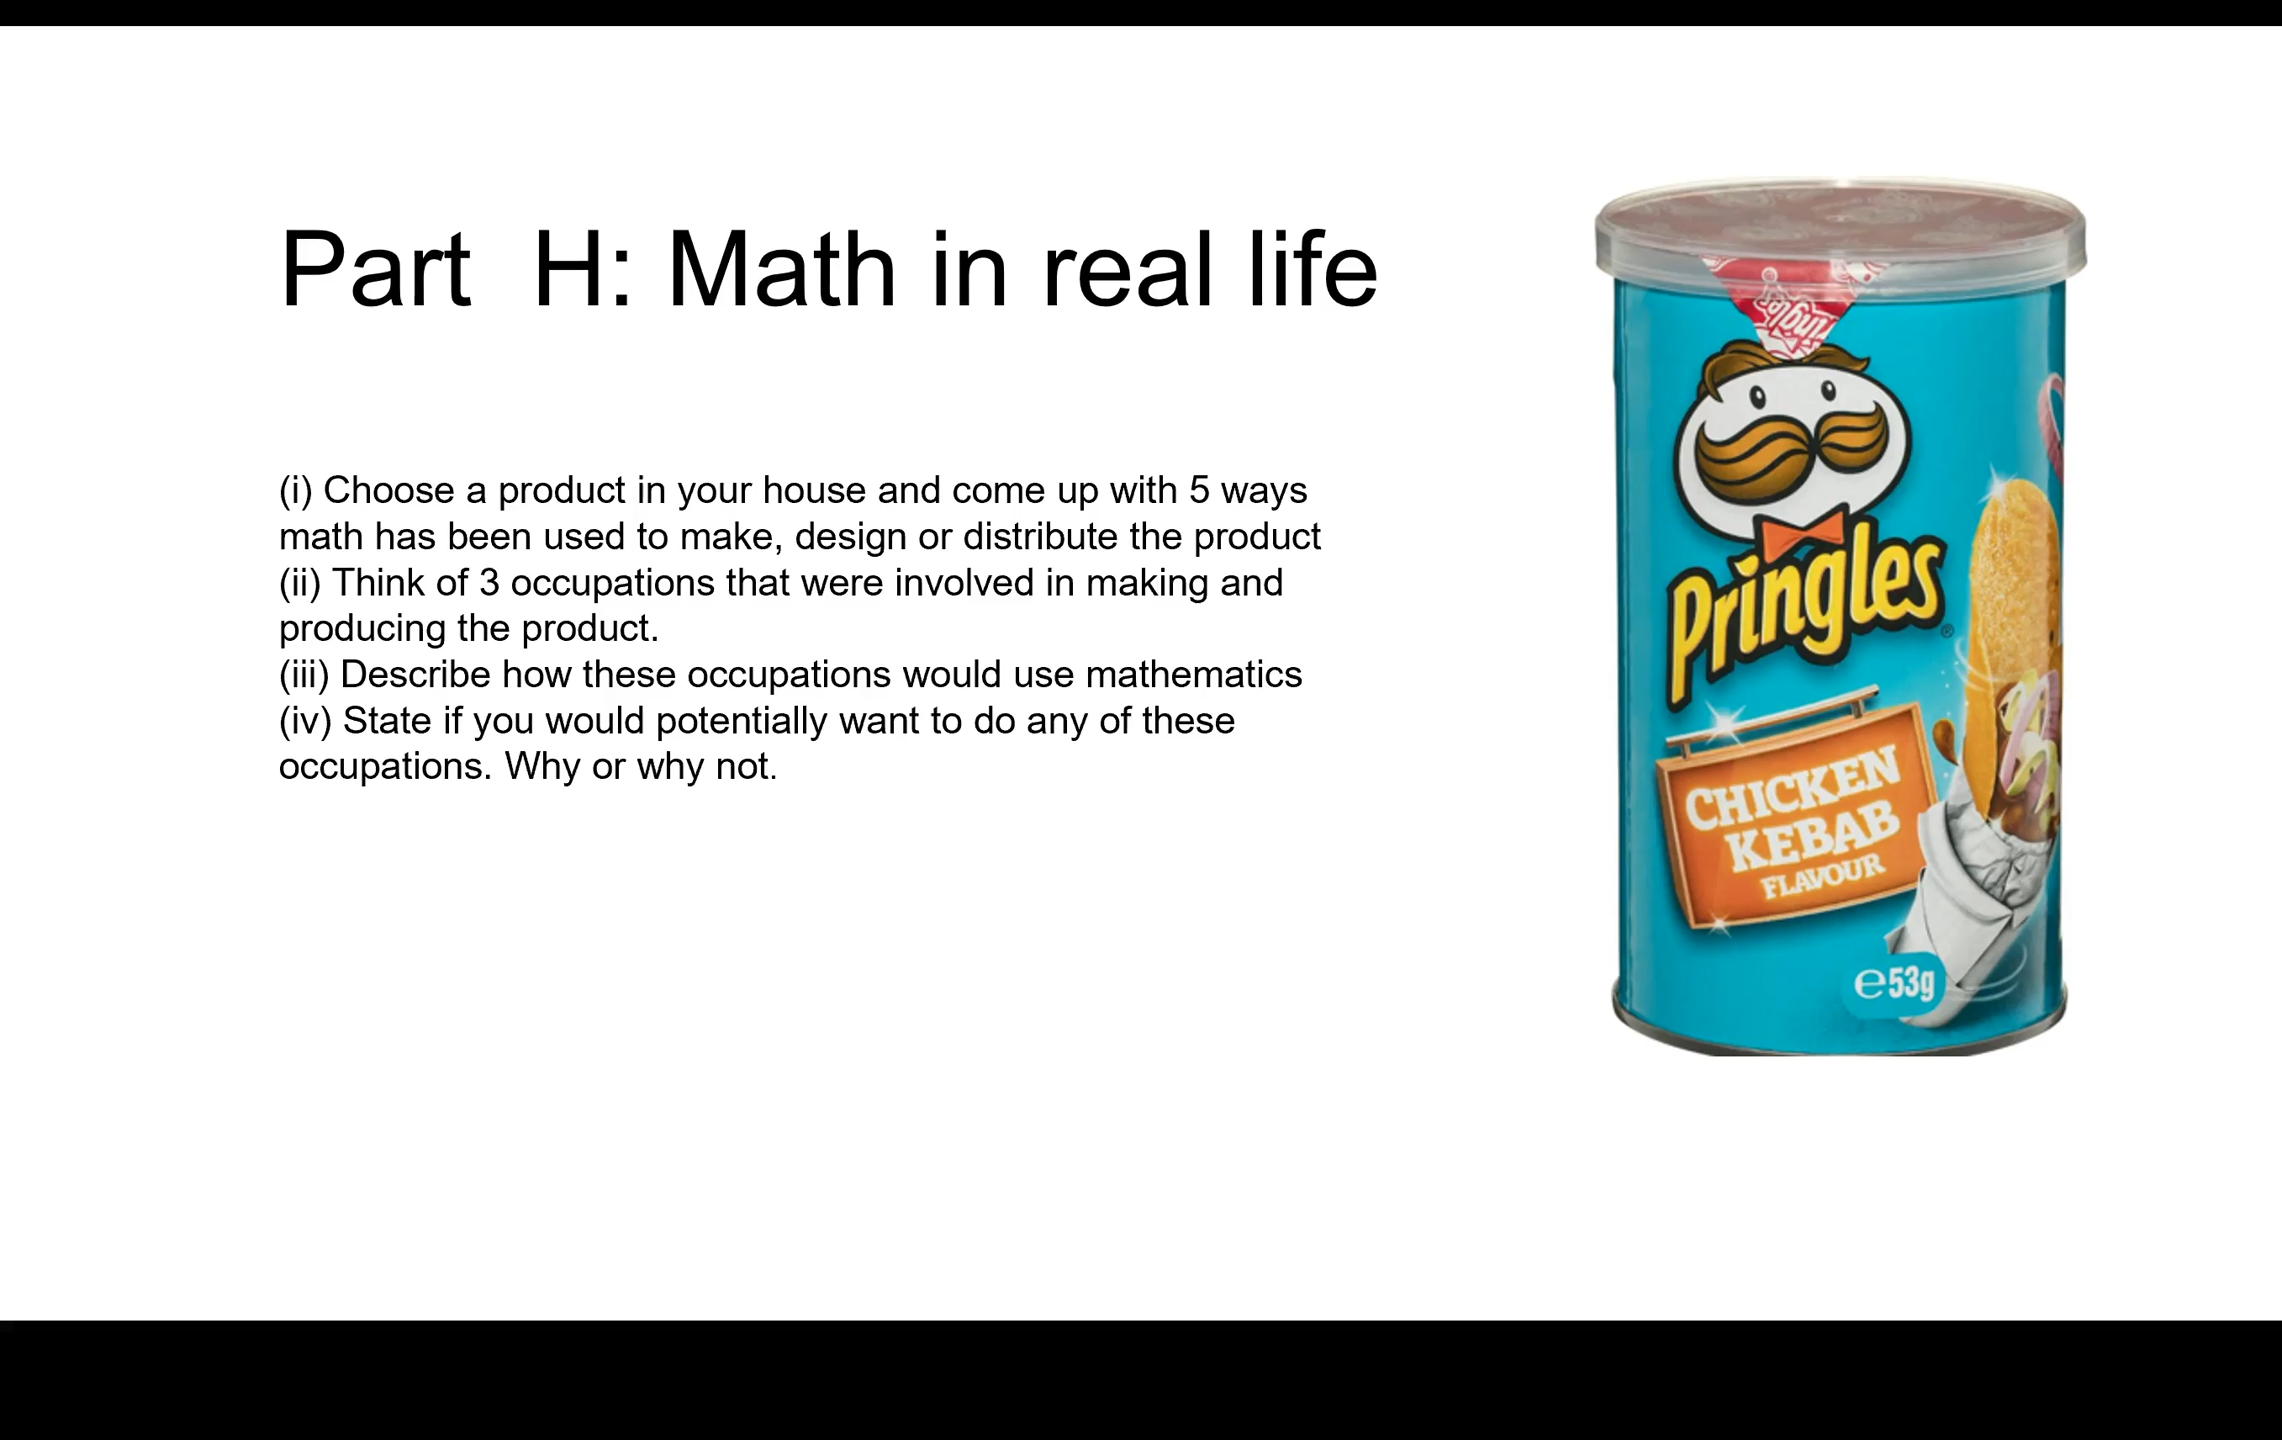 Part  H: Math in real life
(i) Choose a product in your house and come up with 5 ways
math has been used to make, design or distribute the product
(ii) Think of 3 occupations that were involved in making and
producing the product.
(iii) Describe how these occupations would use mathematics
(iv) State if you would potentially want to do any of these
occupations. Why or why not.
Pringles®
CHICKEN
KEBAB
FLAVOUR
℮53g